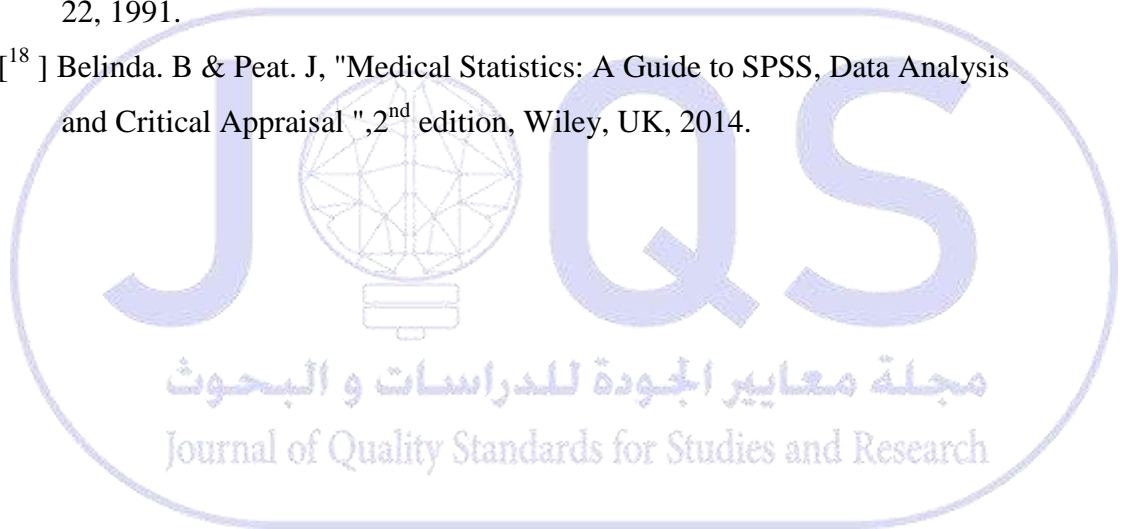 22, 1991.
[18 ] Belinda. B & Peat. J, "Medical Statistics: A Guide to SPSS, Data Analysis
and Critical Appraisal ",2nd edition, Wiley, UK, 2014.
J QS
مجلة معايير الجودة للدراسات و البحوث
Journal of Quality Standards for Studies and Research